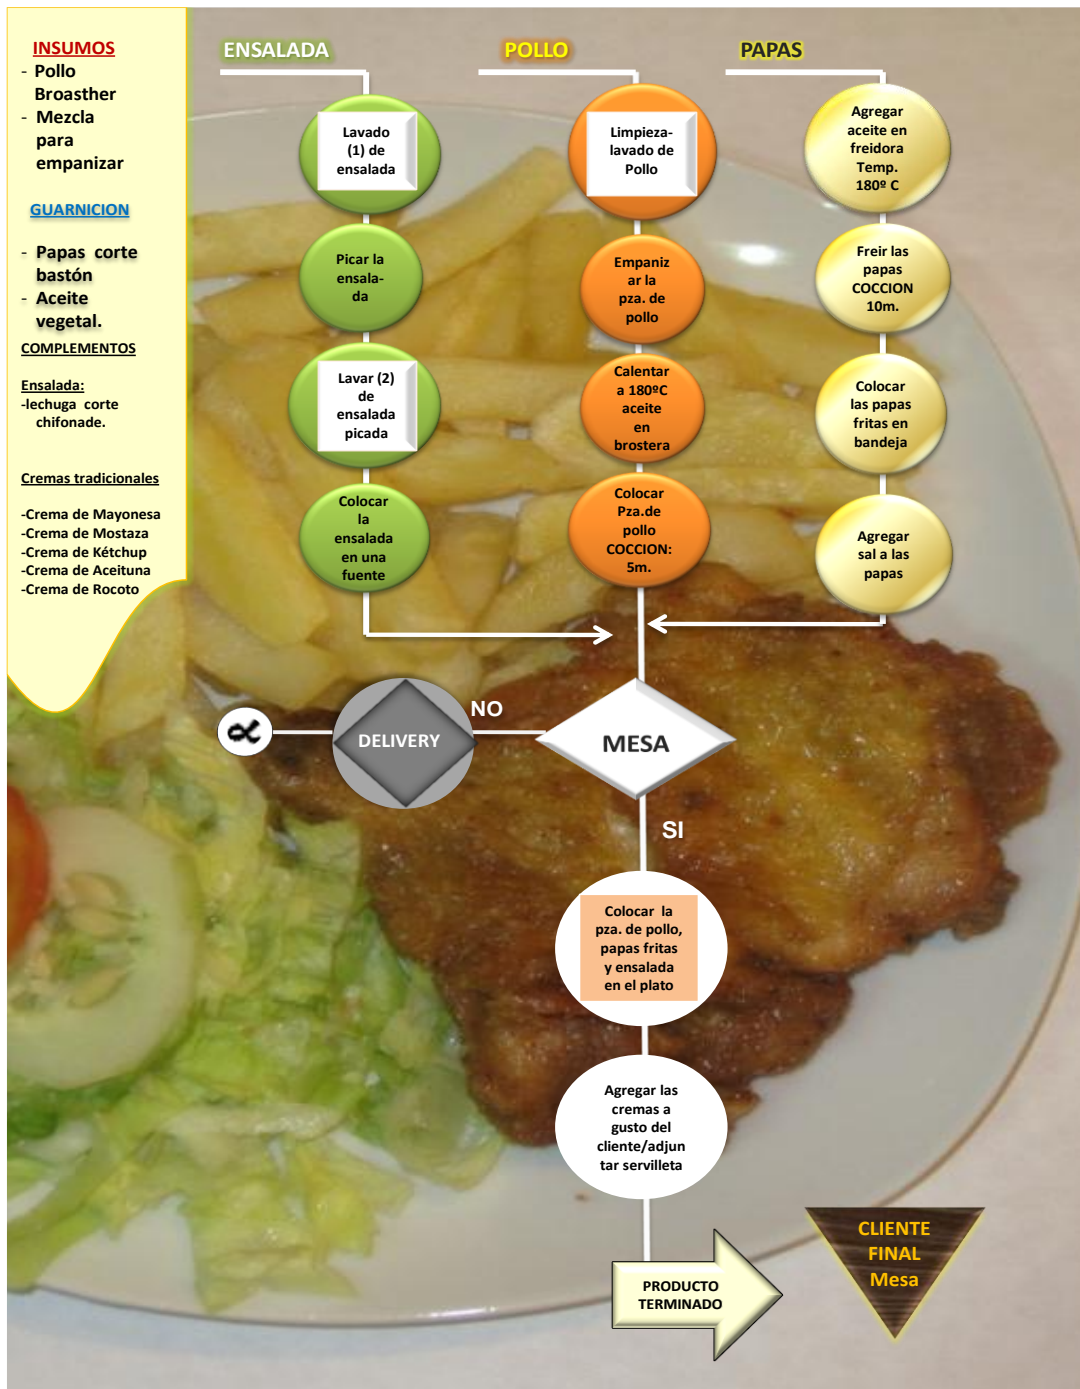 INSUMOS
- Pollo
Broasther
- Mezcla
para
empanizar
GUARNICION
- Papas corte
bastón
- Aceite
vegetal.
COMPLEMENTOS
Ensalada:
-lechuga corte
chifonade.
Cremas tradicionales
-Crema de Mayonesa
-Crema de Mostaza
-Crema de Kétchup
-Crema de Aceituna
-Crema de Rocoto
ENSALADA
Lavado
(1) de
ensalada
Picar la
ensala-
da
Lavar (2)
de
ensalada
picada
Colocar
la
ensalada
en una
fuente
POLLO
Limpieza-
lavado de
Pollo
Empaniz
ar la
pza. de
pollo
Calentar
a 180ºC
aceite
en
brostera
Colocar
Pza.de
pollo
COCCION:
5m.
PAPAS
Agregar
aceite en
freidora
Temp.
180º C
Freir las
papas
COCCION
10m.
Colocar
las papas
fritas en
bandeja
Agregar
sal a las
papas
MESA
NO
DELIVERY
α
SI
Colocar la
pza. de pollo,
papas fritas
y ensalada
en el plato
Agregar las
cremas a
gusto del
cliente/adjun
tar servilleta
PRODUCTO
TERMINADO
CLIENTE
FINAL
Mesa